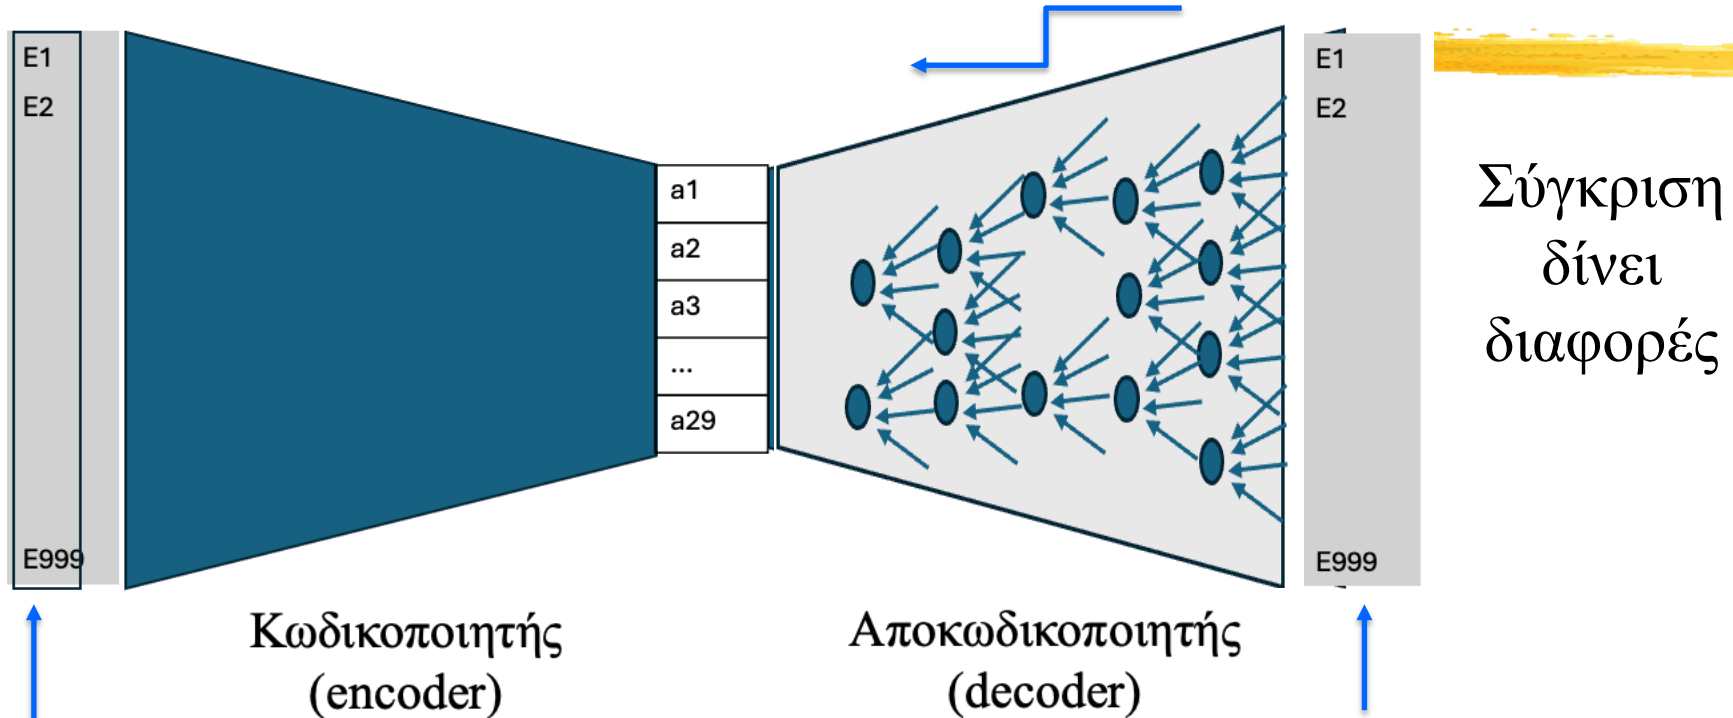 E1
E2
E999
a1
a2
a3
...
a29
E1
E2
E999
Σύγκριση
δίνει
διαφορές
Κωδικοποιητής
(encoder)
Αποκωδικοποιητής
(decoder)